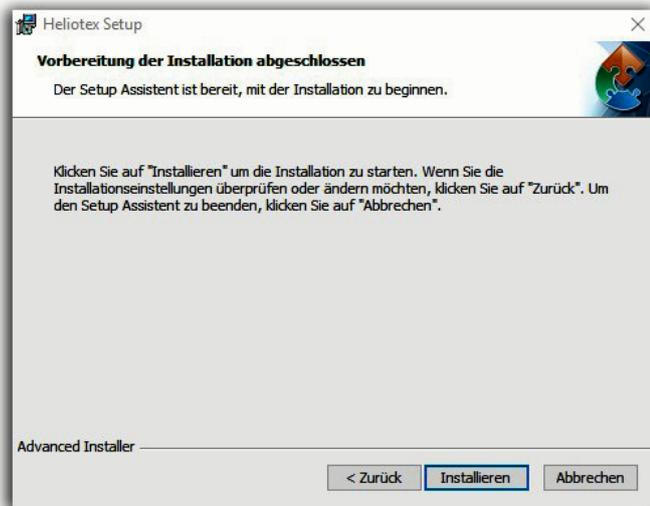 Heliotex Setup
Vorbereitung der Installation abgeschlossen
Der Setup Assistent ist bereit, mit der Installation zu beginnen.
Klicken Sie auf "Installieren" um die Installation zu starten. Wenn Sie die
Installationseinstellungen überprüfen oder ändern möchten, klicken Sie auf "Zurück". Um
den Setup Assistent zu beenden, klicken Sie auf "Abbrechen".
Advanced Installer
< Zurück Installieren Abbrechen